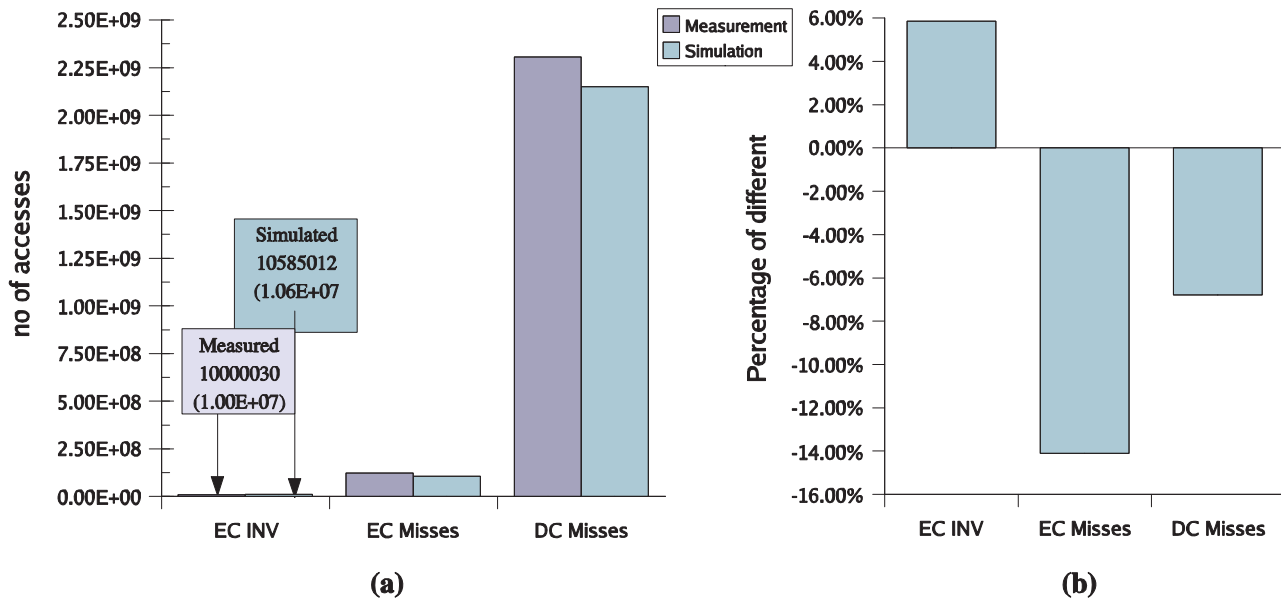 2.50E+09
2.25E+09
2.00E+09
1.75E+09
1.50E+09
1.25E+09
1.00E+09
7.50E+08
5.00E+08
2.50E+08
0.00E+00
no of accesses
Simulated
10585012
(1.06E+07
Measured
10000030
(1.00E+07)
EC INV
EC Misses
DC Misses
(a)
Measurement
Simulation
6.00%
4.00%
2.00%
0.00%
-2.00%
-4.00%
-6.00%
-8.00%
-10.00%
-12.00%
-14.00%
-16.00%
Percentage of different
EC INV
EC Misses
DC Misses
(b)